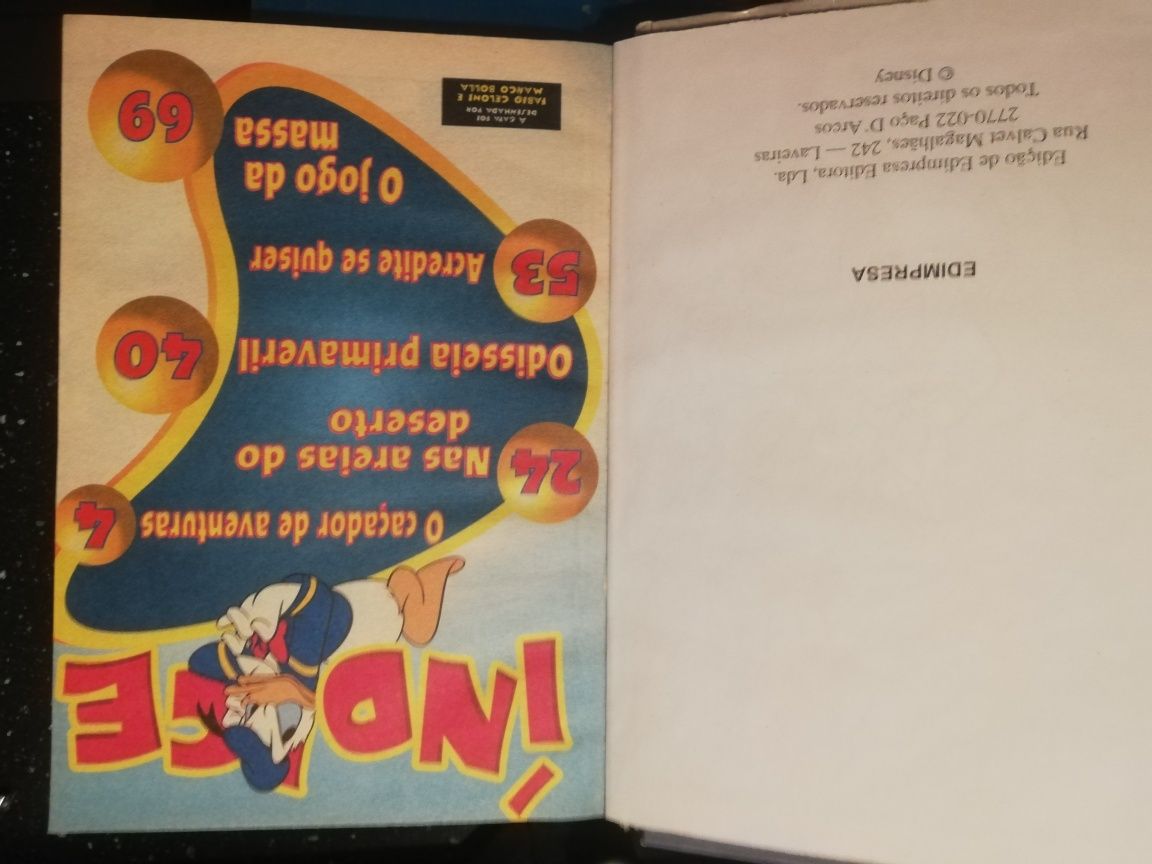 EDIMPRESA
Edição de Edimpresa Editora, Lda.
Rua Calvet Magalhães, 242 — Laveiras
2770-022 Paço D'Arcos
Todos os direitos reservados.
© Disney
ÍNDICE
O caçador de aventuras 4
24 Nas areias do
deserto
Odisseia primaveril 40
53 Acredite se quiser
O jogo da
massa 69
A CAPA FOI
DESENHADA POR
FABIO CELONI E
MARCO BOLLA